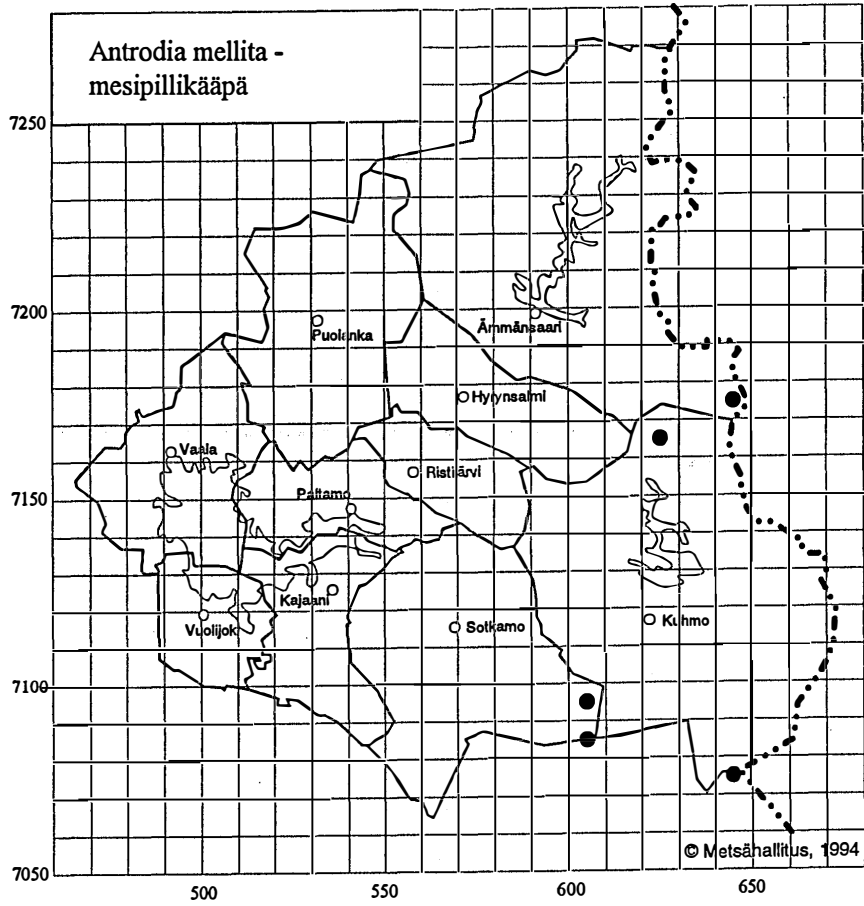 Antrodia mellita -
mesipillikääpä
7250
7200
Ämmänsaari
Puolanka
Hyrynsalmi
Vaala
Ristijärvi
Paltamo
7150
Kajaani
Vuolijoki
Sotkamo
Kuhmo
7100
© Metsähallitus, 1994
7050
500
550
600
650